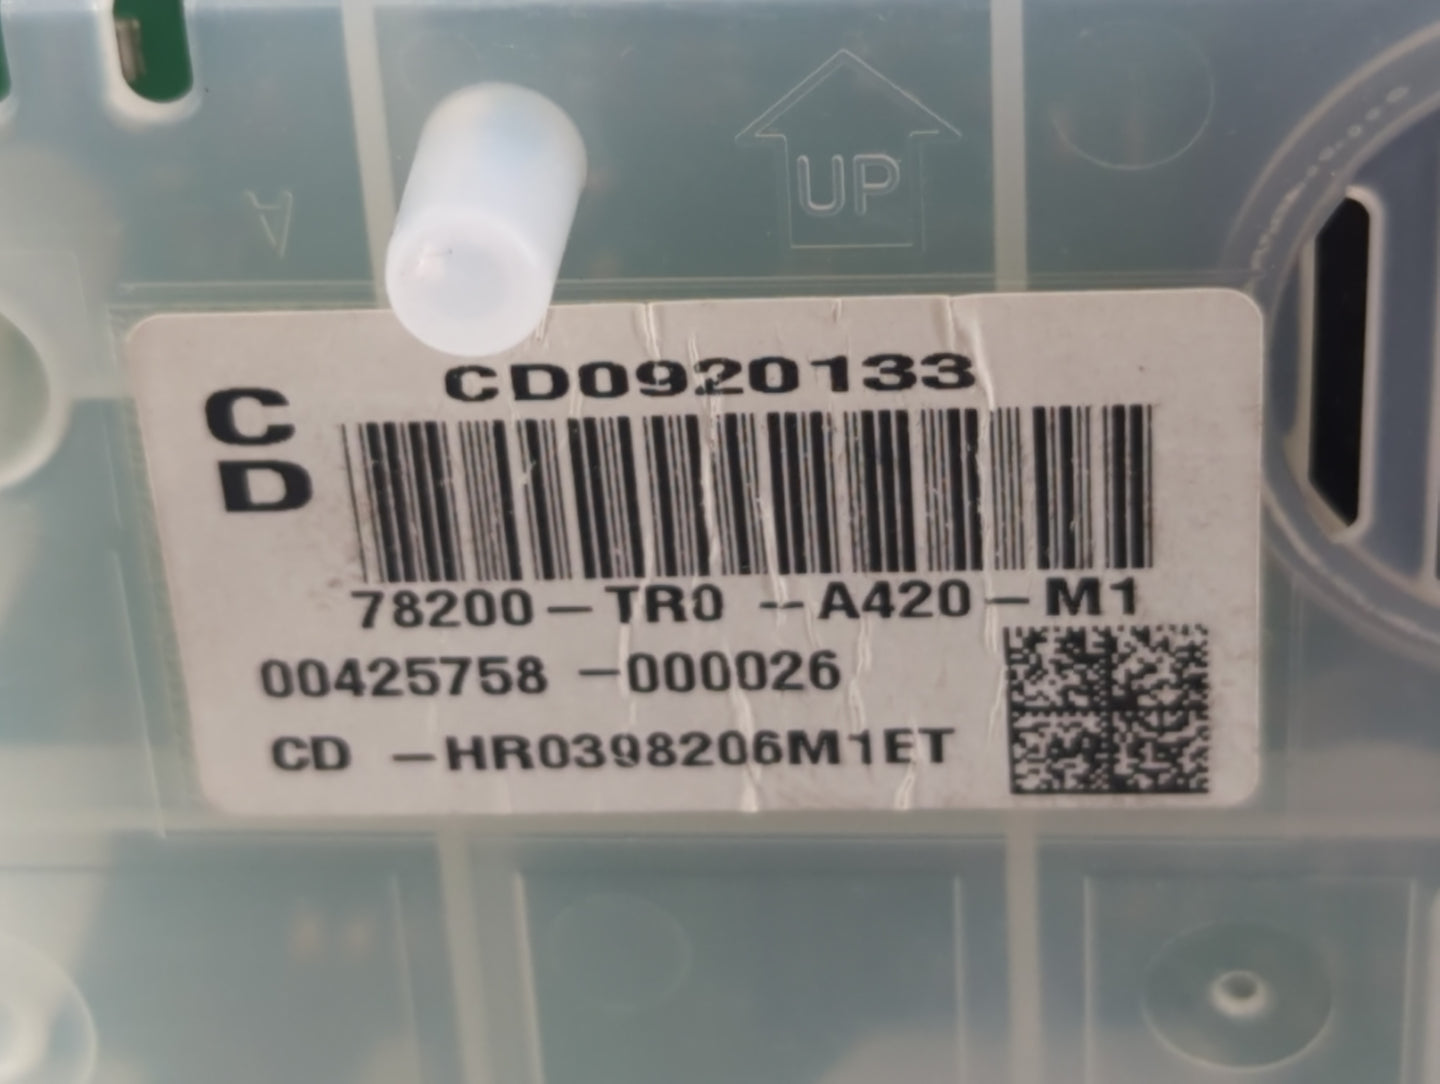 A
UP
CD0920133
C
D
78200-TR0 -A420-M1
00425758 -000026
CD -HR0398206M1ET